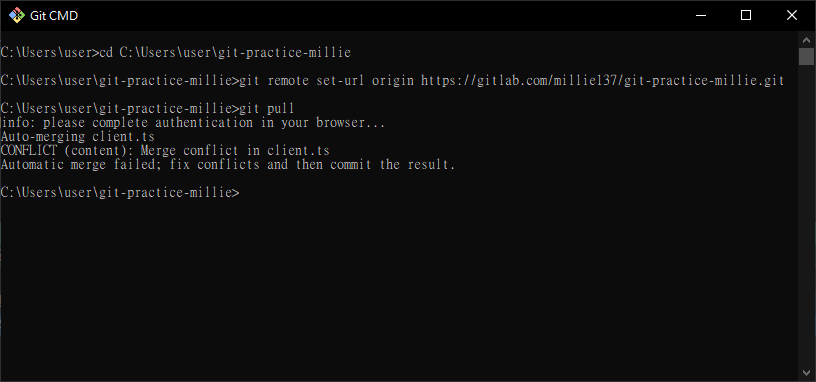 Git CMD
C:\Users\user>cd C:\Users\user\git-practice-millie
C:\Users\user\git-practice-millie>git remote set-url origin https://gitlab.com/millie137/git-practice-millie.git
C:\Users\user\git-practice-millie>git pull
info: please complete authentication in your browser...
Auto-merging client.ts
CONFLICT (content): Merge conflict in client.ts
Automatic merge failed; fix conflicts and then commit the result.
C:\Users\user\git-practice-millie>